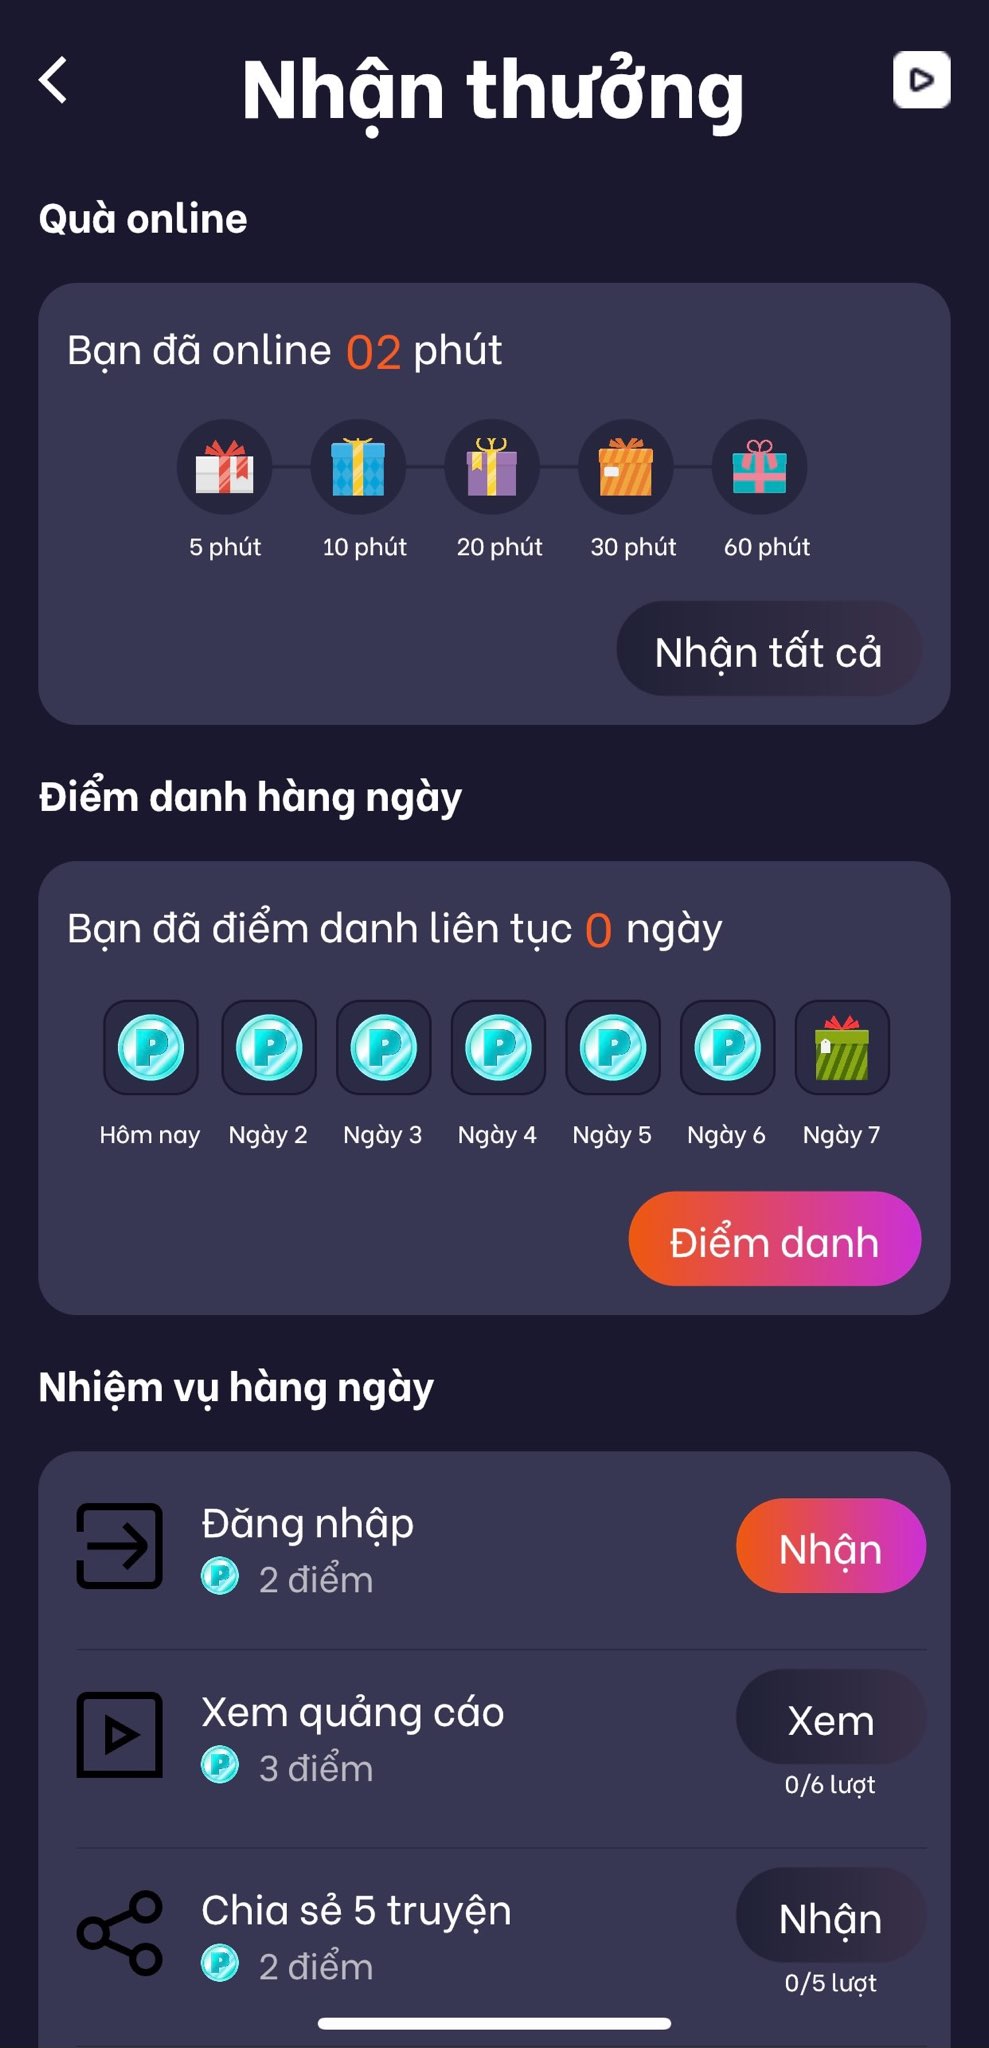 Nhận thưởng
Quà online
Bạn đã online 02 phút
5 phút 10 phút 20 phút 30 phút 60 phút
Nhận tất cả
Điểm danh hàng ngày
Bạn đã điểm danh liên tục 0 ngày
P P P P P P
Hôm nay Ngày 2 Ngày 3 Ngày 4 Ngày 5 Ngày 6 Ngày 7
Điểm danh
Nhiệm vụ hàng ngày
Đăng nhập
P 2 điểm
Nhận
Xem quảng cáo
P 3 điểm
Xem
0/6 lượt
Chia sẻ 5 truyện
P 2 điểm
Nhận
0/5 lượt